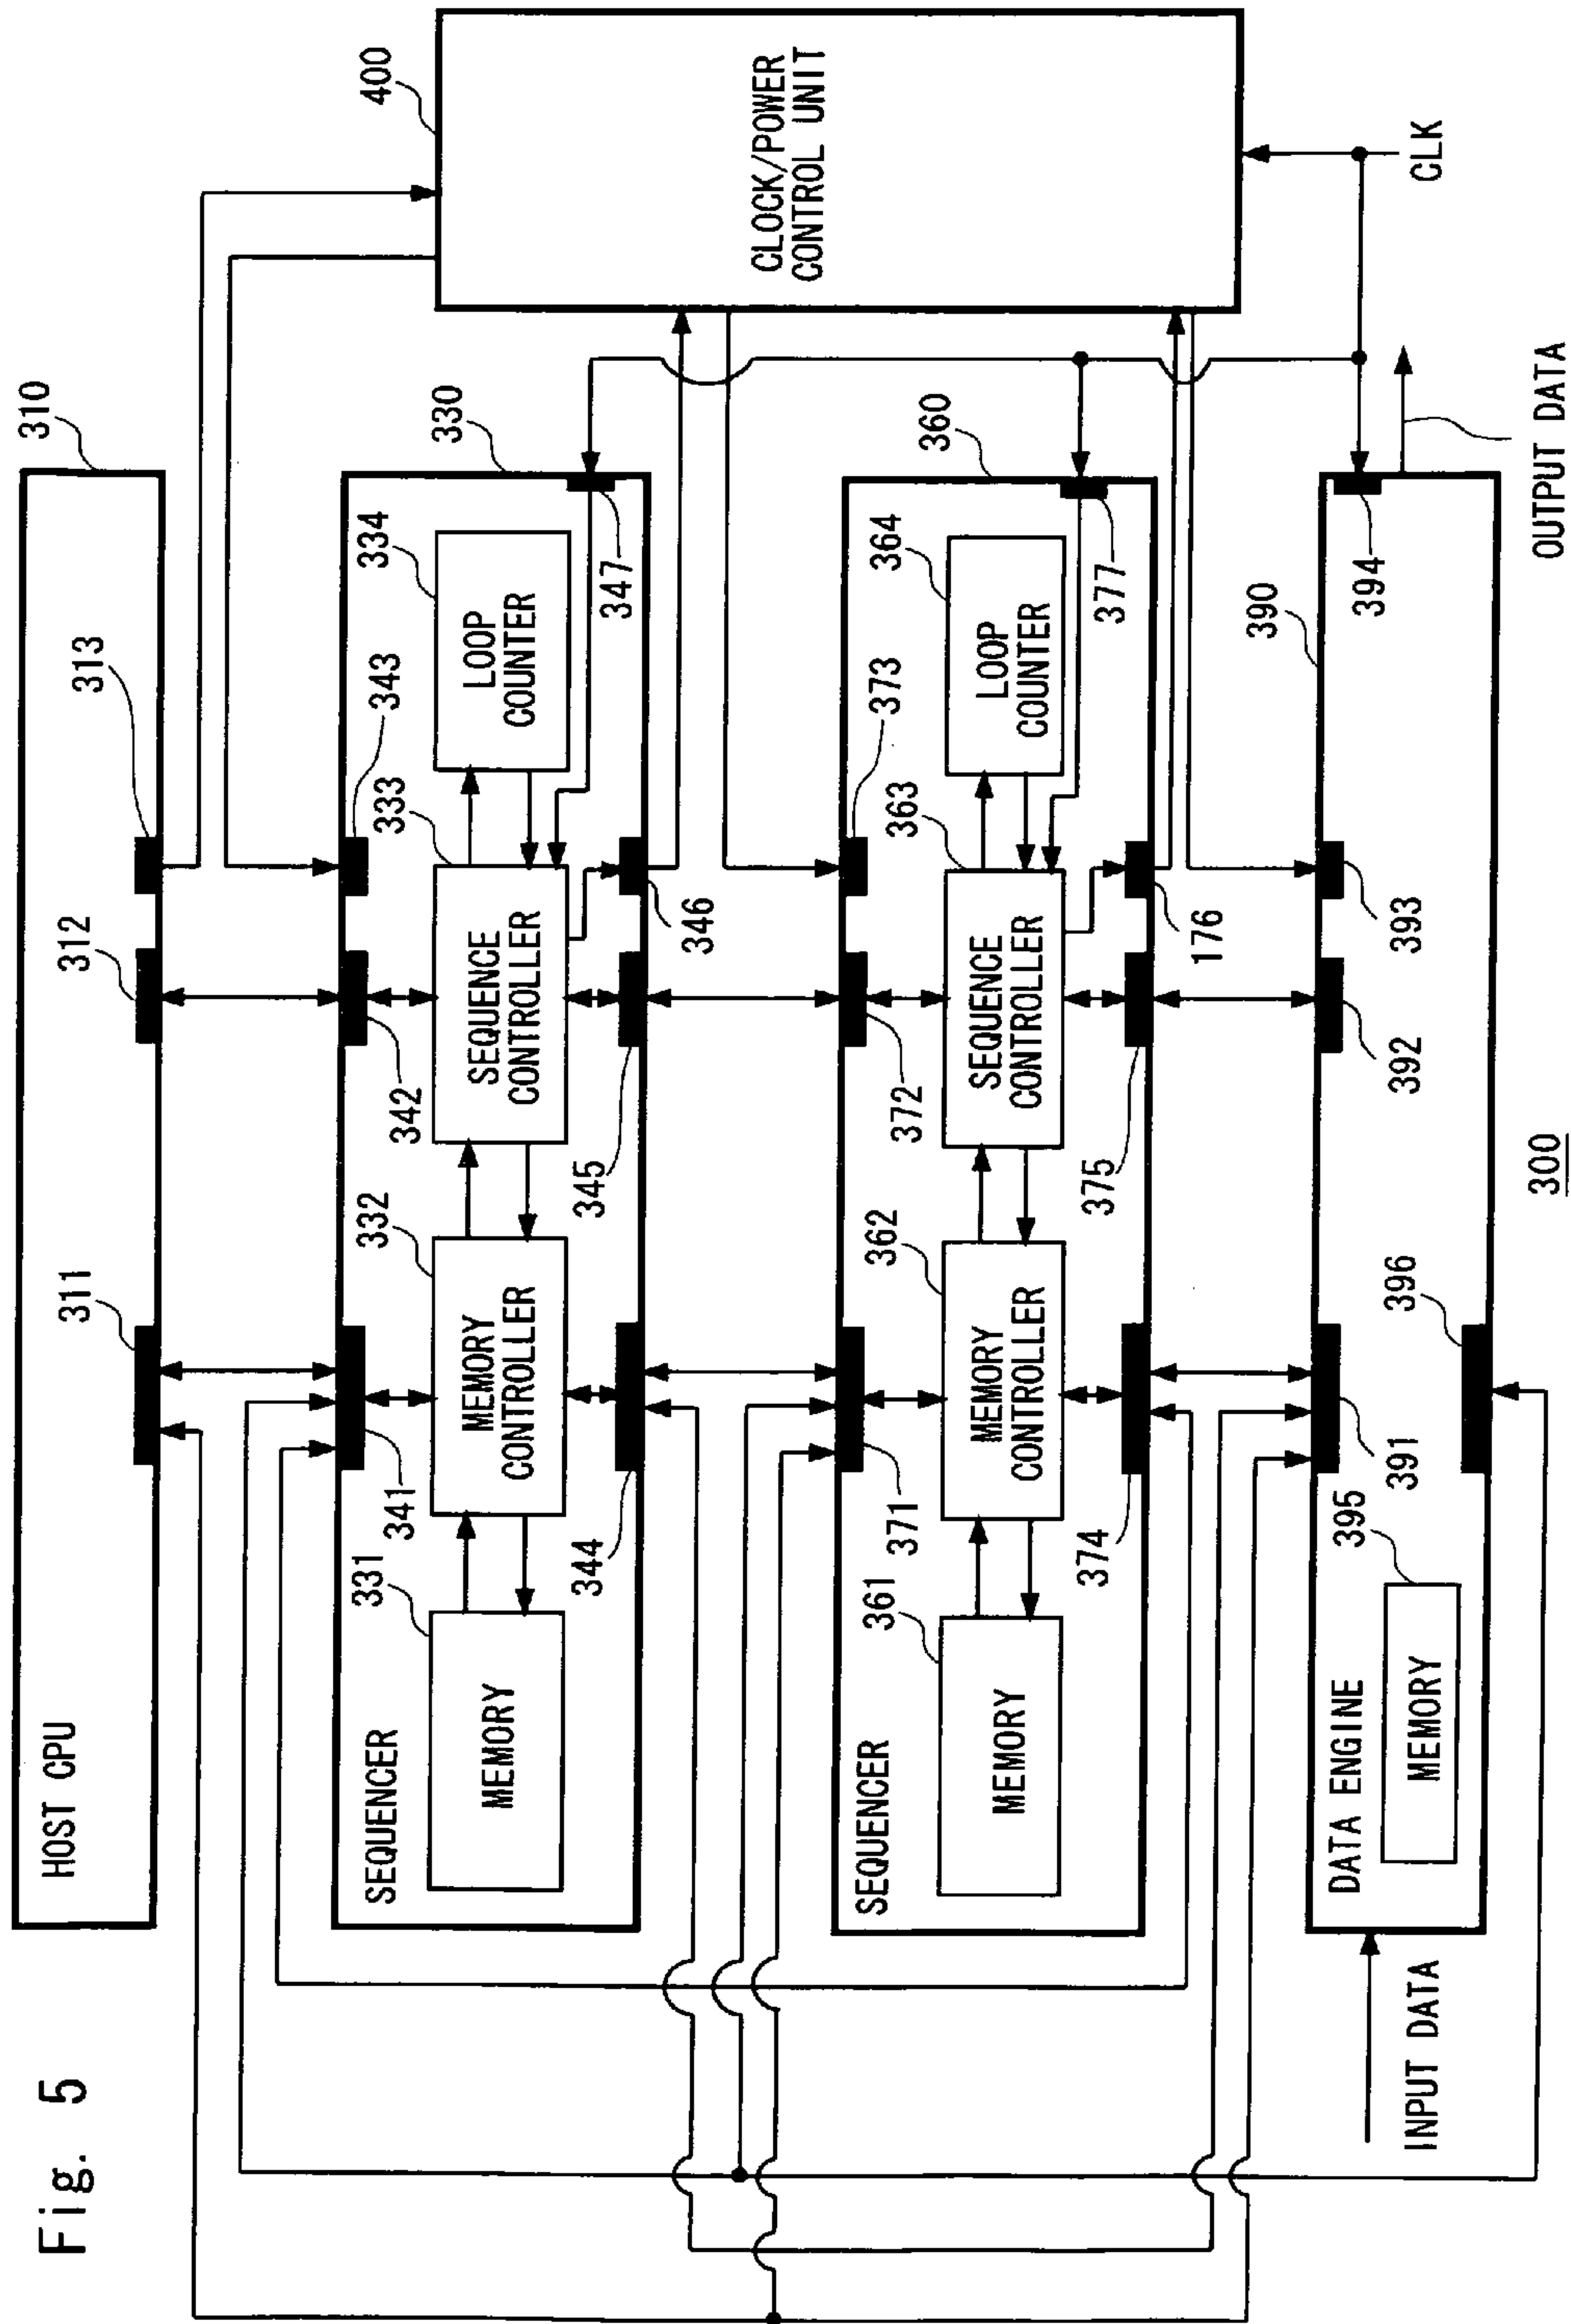 Fig. 5
HOST CPU
310
311
312
313
SEQUENCER
330
331
MEMORY
332
MEMORY
CONTROLLER
333
SEQUENCE
CONTROLLER
334
LOOP
COUNTER
341
342
343
344
345
346
347
SEQUENCER
360
361
MEMORY
362
MEMORY
CONTROLLER
363
SEQUENCE
CONTROLLER
364
LOOP
COUNTER
371
372
373
374
375
176
377
DATA ENGINE
390
395
MEMORY
391
396
392
393
394
INPUT DATA
OUTPUT DATA
400
CLOCK/POWER
CONTROL UNIT
CLK
300